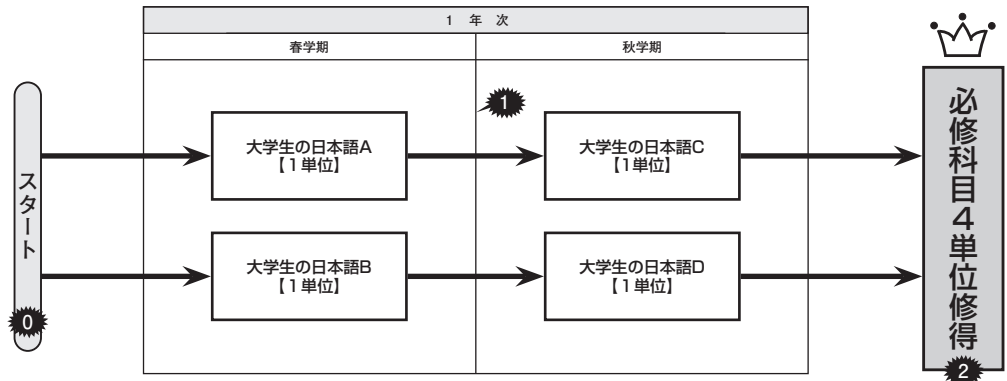 1 年 次
春学期
秋学期
スタート
0
大学生の日本語A
【1単位】
1
大学生の日本語C
【1単位】
大学生の日本語B
【1単位】
大学生の日本語D
【1単位】
必修科目4単位修得
2